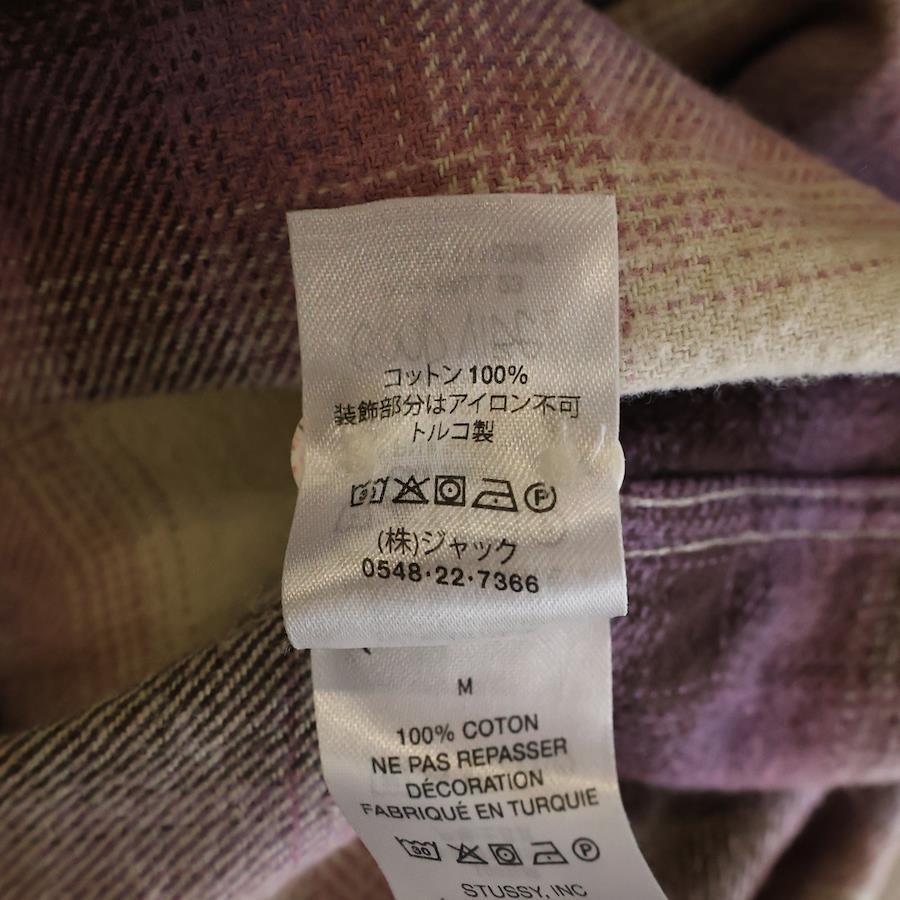 コットン 100%
装飾部分はアイロン不可
トルコ製
(株)ジャック
0548·22·7366
M
100% COTON
NE PAS REPASSER
DÉCORATION
FABRIQUÉ EN TURQUIE
30
P
STUSSY, INC